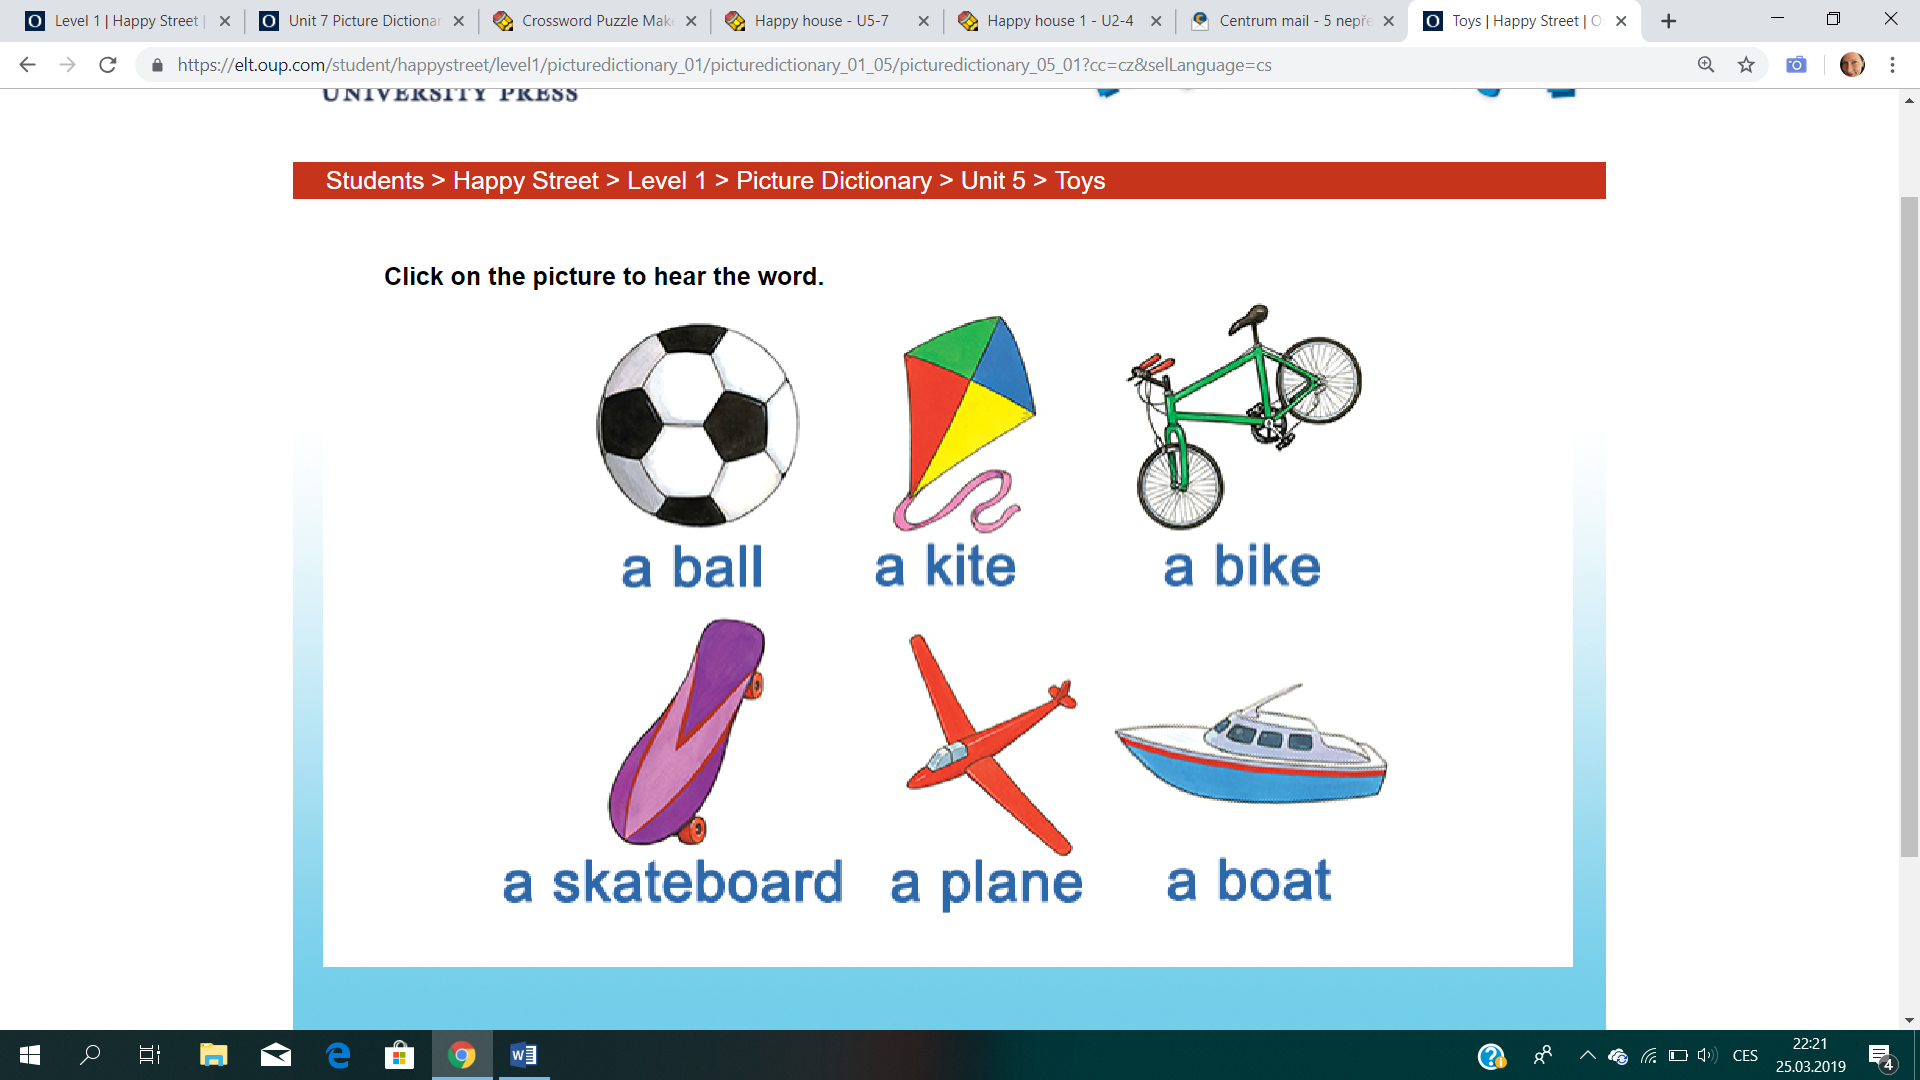 Level 1 | Happy Street |
Unit 7 Picture Dictionar
Crossword Puzzle Mak
Happy house - U5-7
Happy house 1 - U2-4
Centrum mail - 5 nepře
Toys | Happy Street | O
https://elt.oup.com/student/happystreet/level1/picturedictionary_01/picturedictionary_01_05/picturedictionary_05_01?cc=cz&selLanguage=cs
UNIVERSITY PRESS
Students > Happy Street > Level 1 > Picture Dictionary > Unit 5 > Toys
Click on the picture to hear the word.
a ball
a kite
a bike
a skateboard
a plane
a boat
CES
22:21
25.03.2019
4